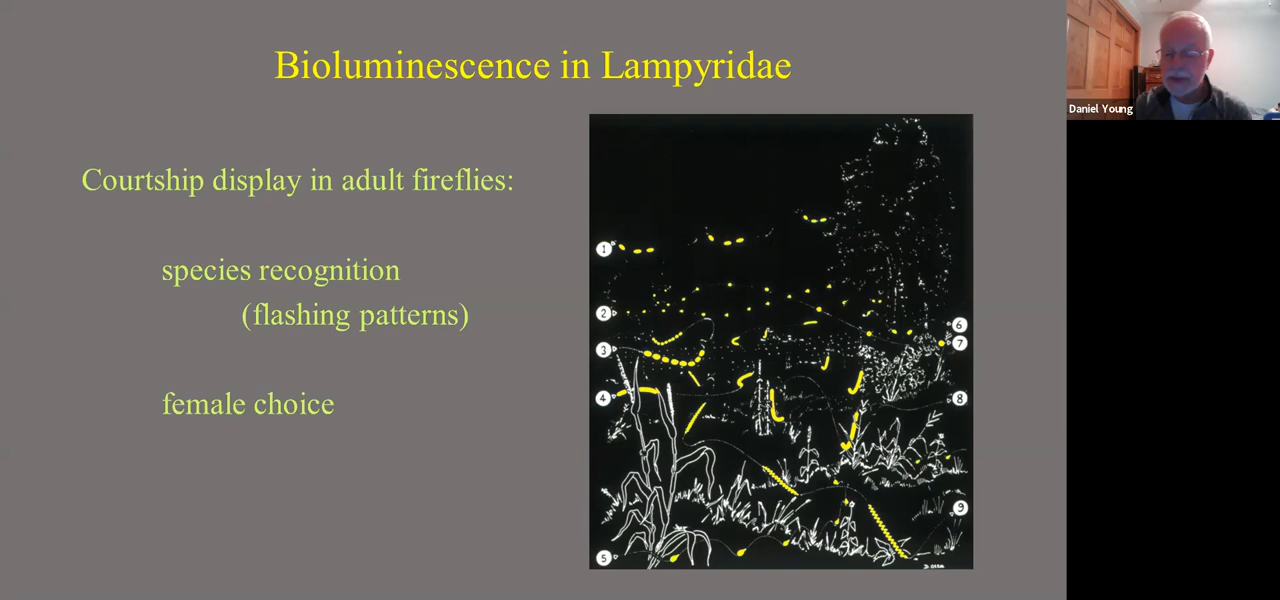 Bioluminescence in Lampyridae
Daniel Young
Courtship display in adult fireflies:
species recognition
(flashing patterns)
female choice
1
2
3
4
5
6
7
8
9